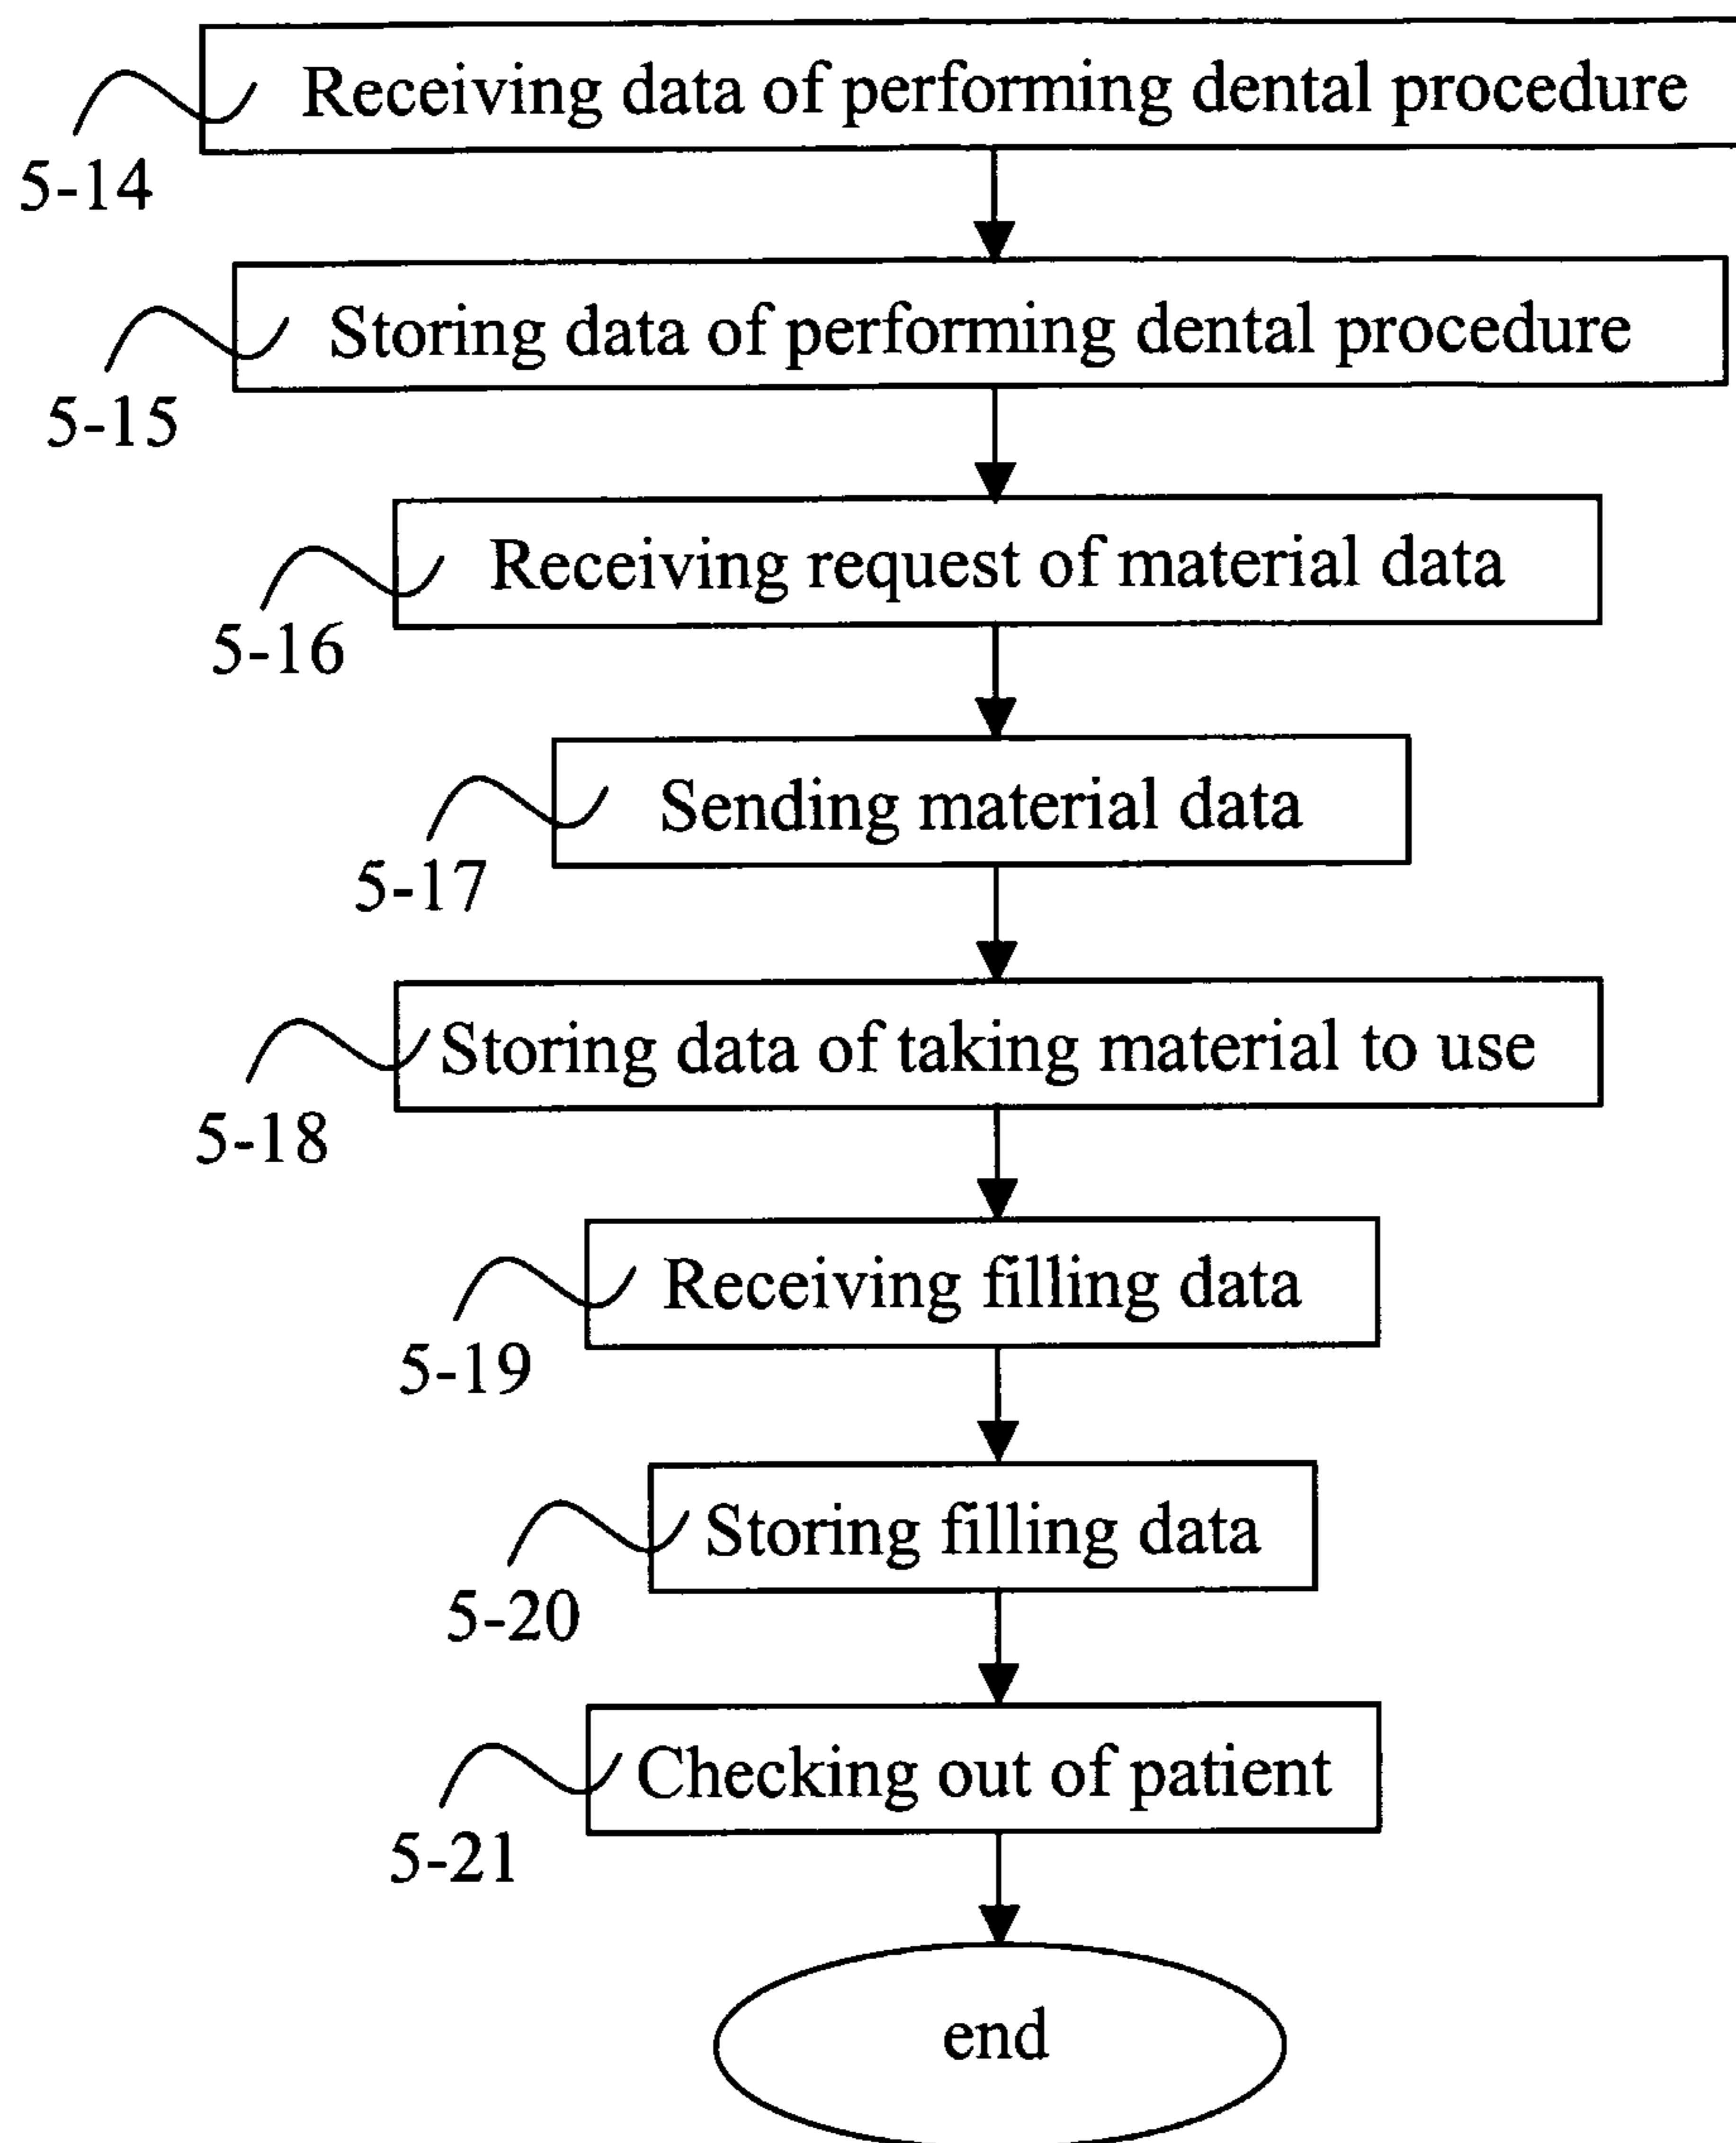 Receiving data of performing dental procedure
5-14
Storing data of performing dental procedure
5-15
Receiving request of material data
5-16
Sending material data
5-17
Storing data of taking material to use
5-18
Receiving filling data
5-19
Storing filling data
5-20
Checking out of patient
5-21
end